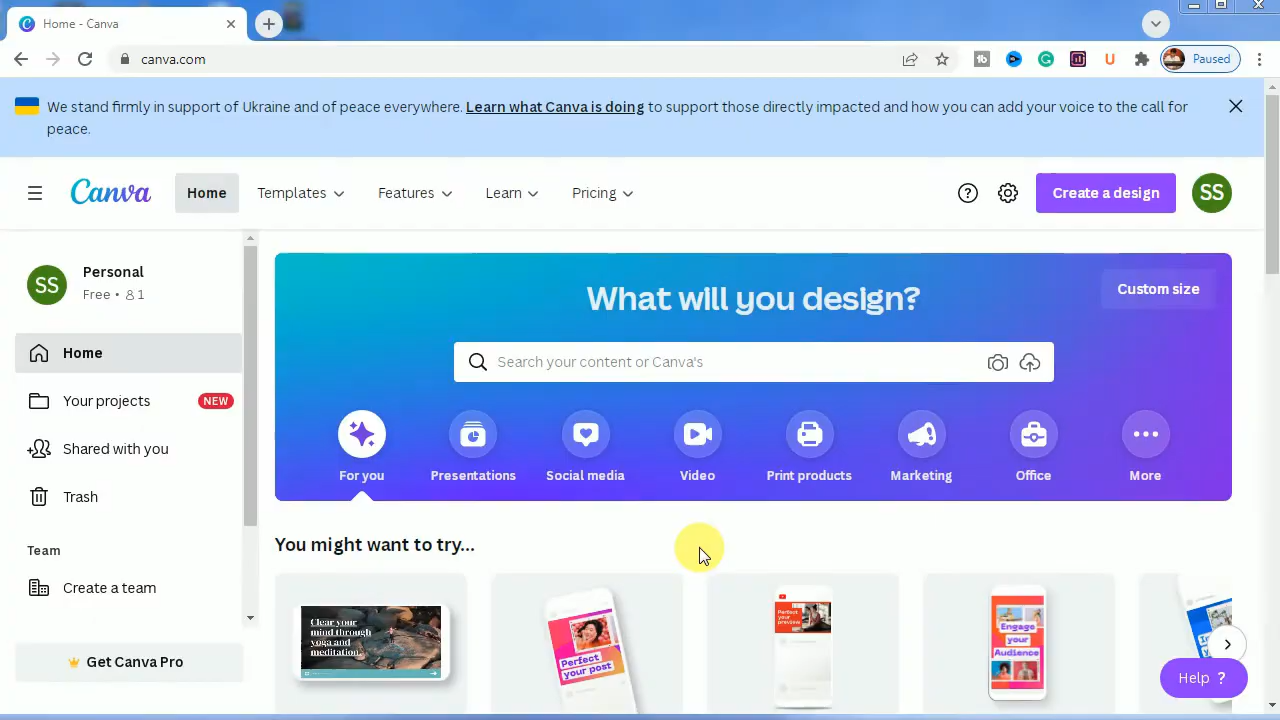 Home - Canva
canva.com
Paused
We stand firmly in support of Ukraine and of peace everywhere. Learn what Canva is doing to support those directly impacted and how you can add your voice to the call for
peace.
Canva
Home
Templates
Features
Learn
Pricing
Create a design
SS
SS
Personal
Free • 1
Home
Your projects
NEW
Shared with you
Trash
Team
Create a team
Get Canva Pro
What will you design?
Custom size
Search your content or Canva's
For you
Presentations
Social media
Video
Print products
Marketing
Office
More
You might want to try...
Clear your
mind through
yoga and
meditation.
Perfect
your post
Perfect
your
preview
Engage
your
Audience
Help ?